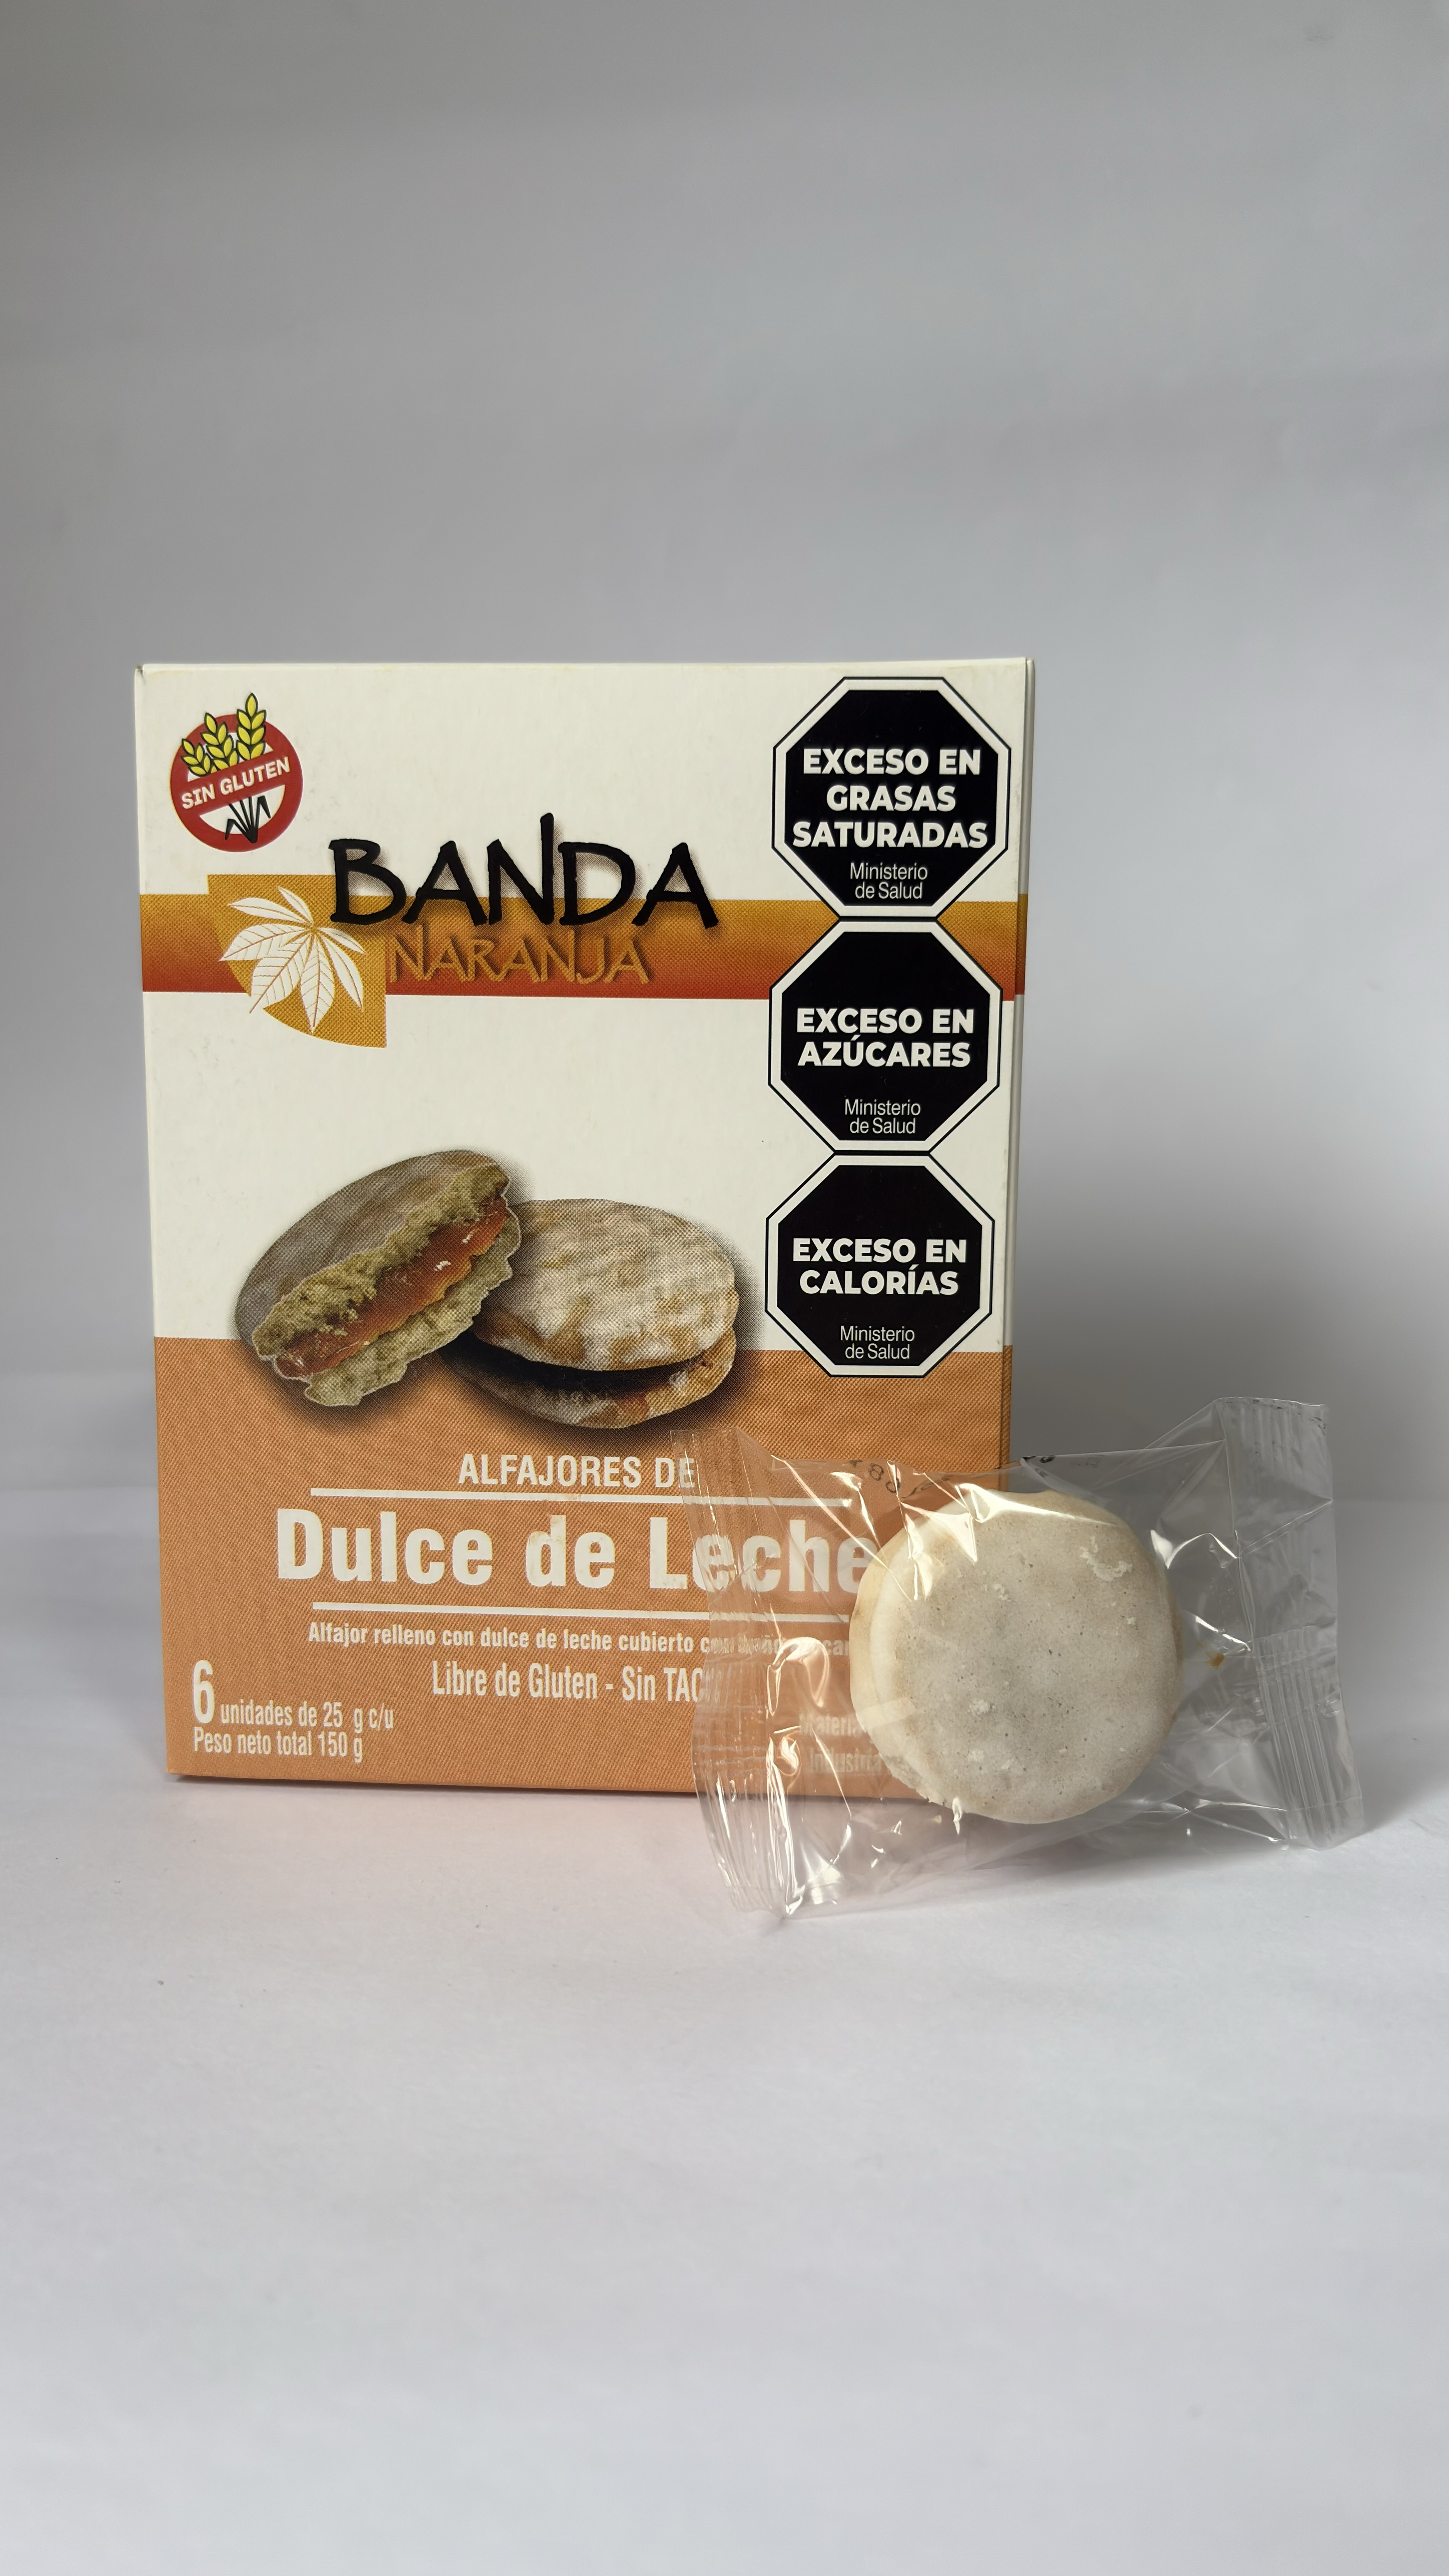 SIN GLUTEN
BANDA
NARANJA
EXCESO EN
GRASAS
SATURADAS
Ministerio
de Salud
EXCESO EN
AZÚCARES
Ministerio
de Salud
EXCESO EN
CALORÍAS
Ministerio
de Salud
ALFAJORES DE
Dulce de Leche
Alfajor relleno con dulce de leche cubierto
Libre de Gluten - Sin
6 unidades de 25 g c/u
Peso neto total 150 g